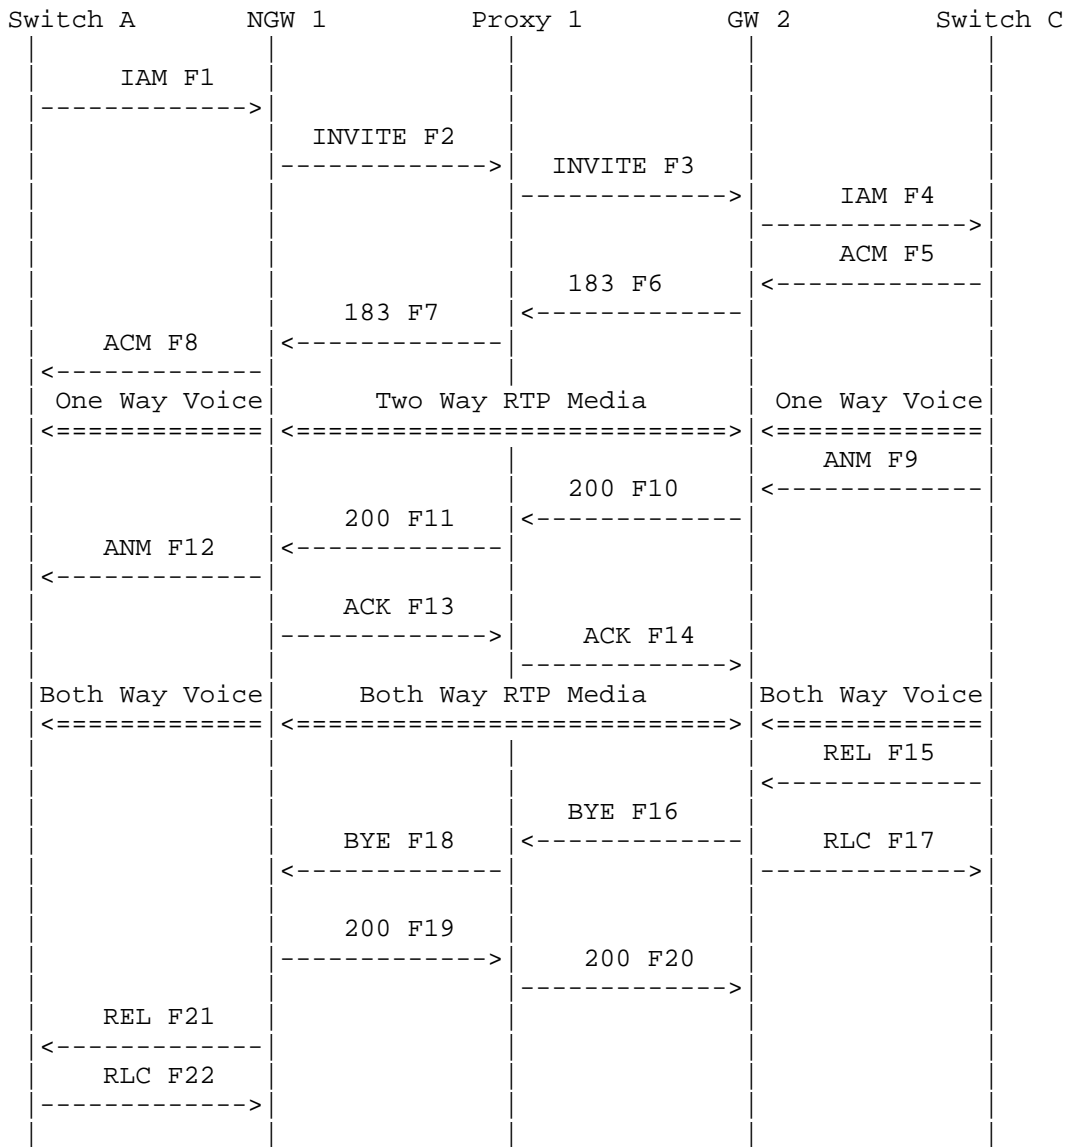 Switch A NGW 1 Proxy 1 GW 2 Switch C
IAM F1
INVITE F2
INVITE F3
IAM F4
ACM F5
183 F6
183 F7
ACM F8
One Way Voice Two Way RTP Media One Way Voice
ANM F9
200 F10
200 F11
ANM F12
ACK F13
ACK F14
Both Way Voice Both Way RTP Media Both Way Voice
REL F15
BYE F16
BYE F18 RLC F17
200 F19
200 F20
REL F21
RLC F22